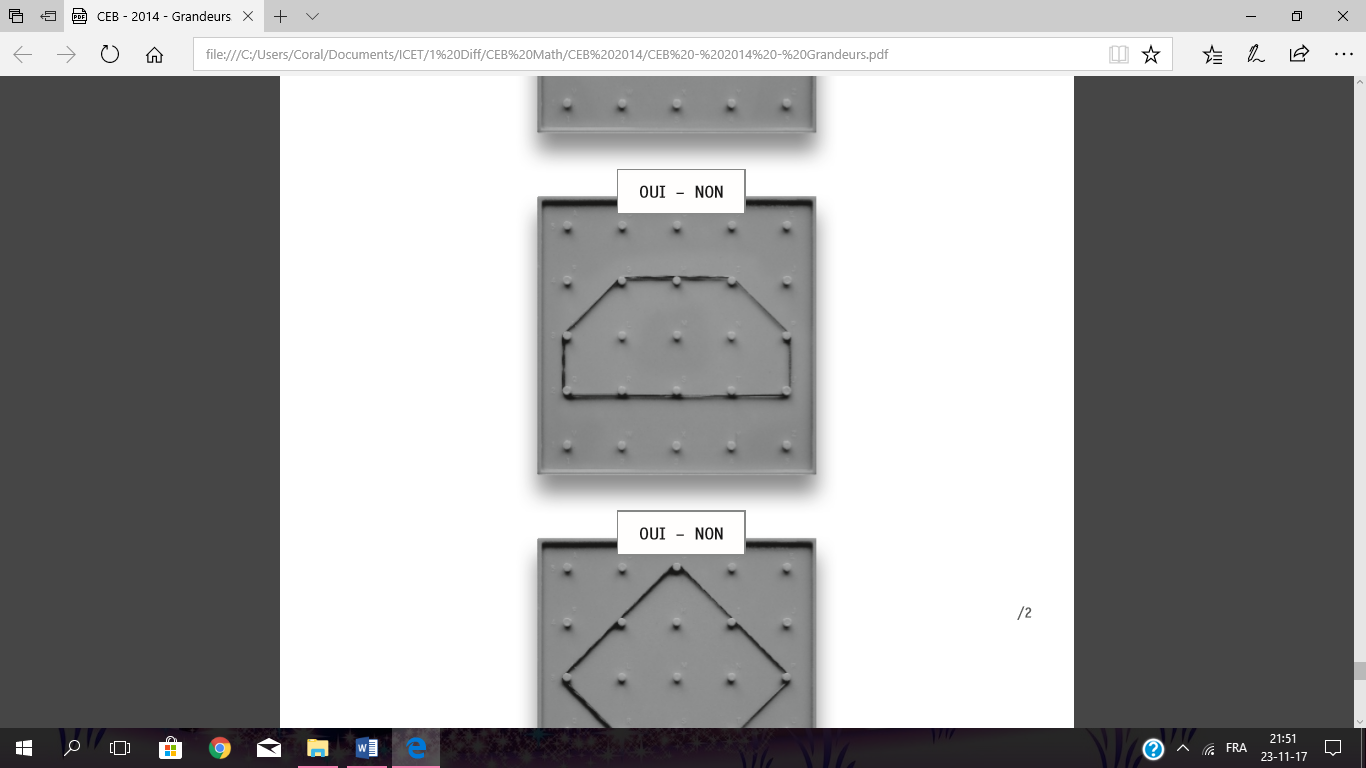 CEB - 2014 - Grandeurs
file:///C:/Users/Coral/Documents/ICET/1%20Diff/CEB%20Math/CEB%202014/CEB%20-%202014%20-%20Grandeurs.pdf
OUI – NON
OUI – NON
/2
FRA
21:51
23-11-17